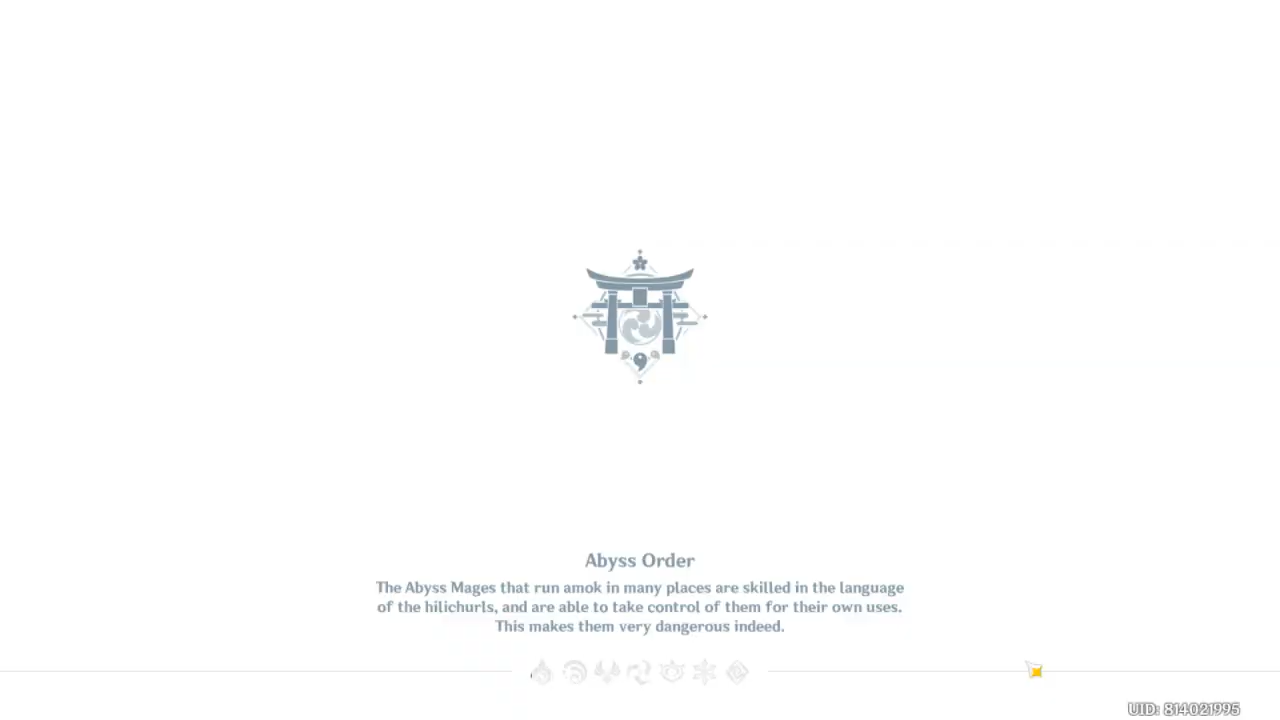 Abyss Order
The Abyss Mages that run amok in many places are skilled in the language
of the hilichurls, and are able to take control of them for their own uses.
This makes them very dangerous indeed.
UID: 814021995